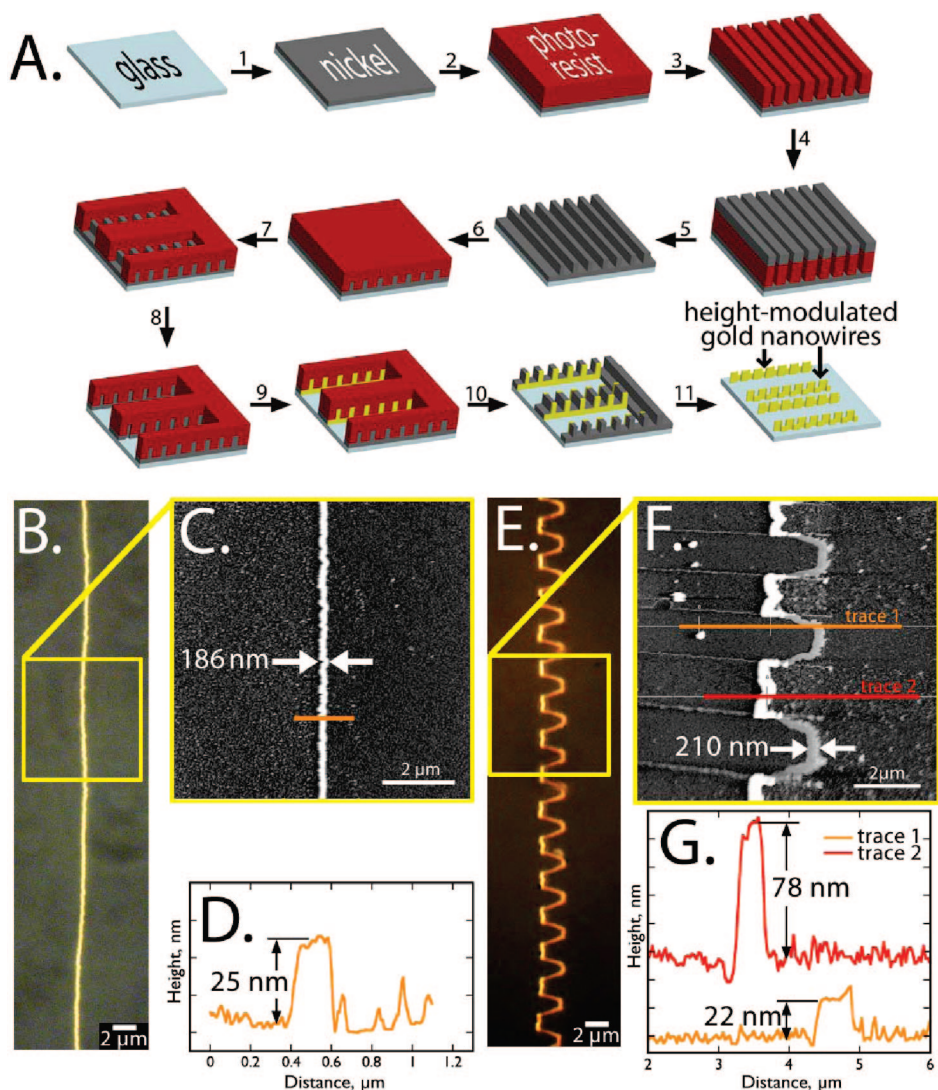 A.
glass
1
nickel
2
photo-
resist
3
4
7
6
5
8
height-modulated
gold nanowires
9
10
11
B.
C.
186 nm
2 µm
2 µm
D.
Height, nm
25 nm
0 0.2 0.4 0.6 0.8 1.0 1.2
Distance, µm
E.
2 µm
F.
trace 1
trace 2
210 nm
2µm
G.
trace 1
trace 2
Height, nm
78 nm
22 nm
2 3 4 5 6
Distance, µm